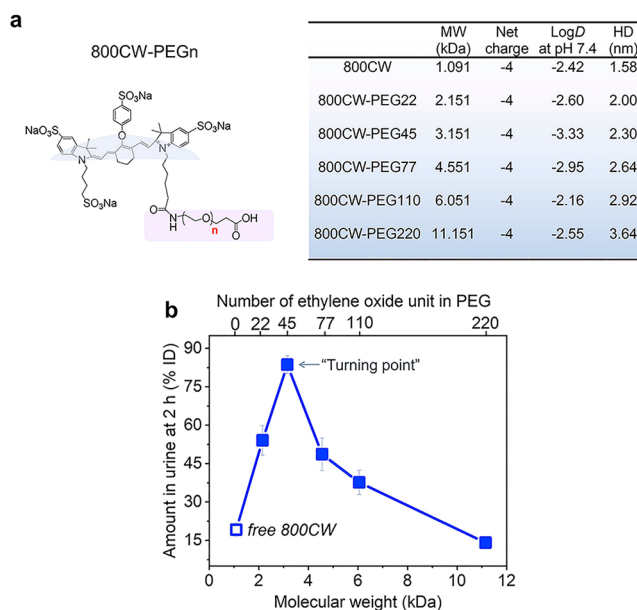 a
800CW-PEGn
SO₃Na
NaO₃S
SO₃Na
O
N
N⁺
SO₃Na
O
N
H
O
n
OH
O
MW (kDa) Net charge LogD at pH 7.4 HD (nm)
800CW 1.091 -4 -2.42 1.58
800CW-PEG22 2.151 -4 -2.60 2.00
800CW-PEG45 3.151 -4 -3.33 2.30
800CW-PEG77 4.551 -4 -2.95 2.64
800CW-PEG110 6.051 -4 -2.16 2.92
800CW-PEG220 11.151 -4 -2.55 3.64
b
Number of ethylene oxide unit in PEG
0 22 45 77 110 220
Amount in urine at 2 h (% ID)
90
75
60
45
30
15
"Turning point"
free 800CW
0 2 4 6 8 10 12
Molecular weight (kDa)